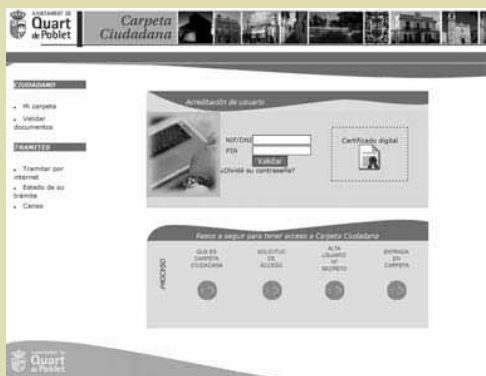 AJUNTAMENT DE
Quart
de Poblet
Carpeta
Ciudadana
CIUDADANO
Mi carpeta
Validar
documentos
TRAMITES
Tramitar por
internet
Estado de su
trámite
Censo
Acreditación de usuario
NIF/CNI
PIN
Validar
¿Olvidó su contraseña?
Certificado digital
Pasos a seguir para tener acceso a Carpeta Ciudadana
PROCESO
QUE ES
CARPETA
CIUDADANA
SOLICITUD
DE
ACCESO
ALTA
USUARIO
Nº
SECRETO
ENTRADA
EN
CARPETA
AJUNTAMENT DE
Quart
de Poblet